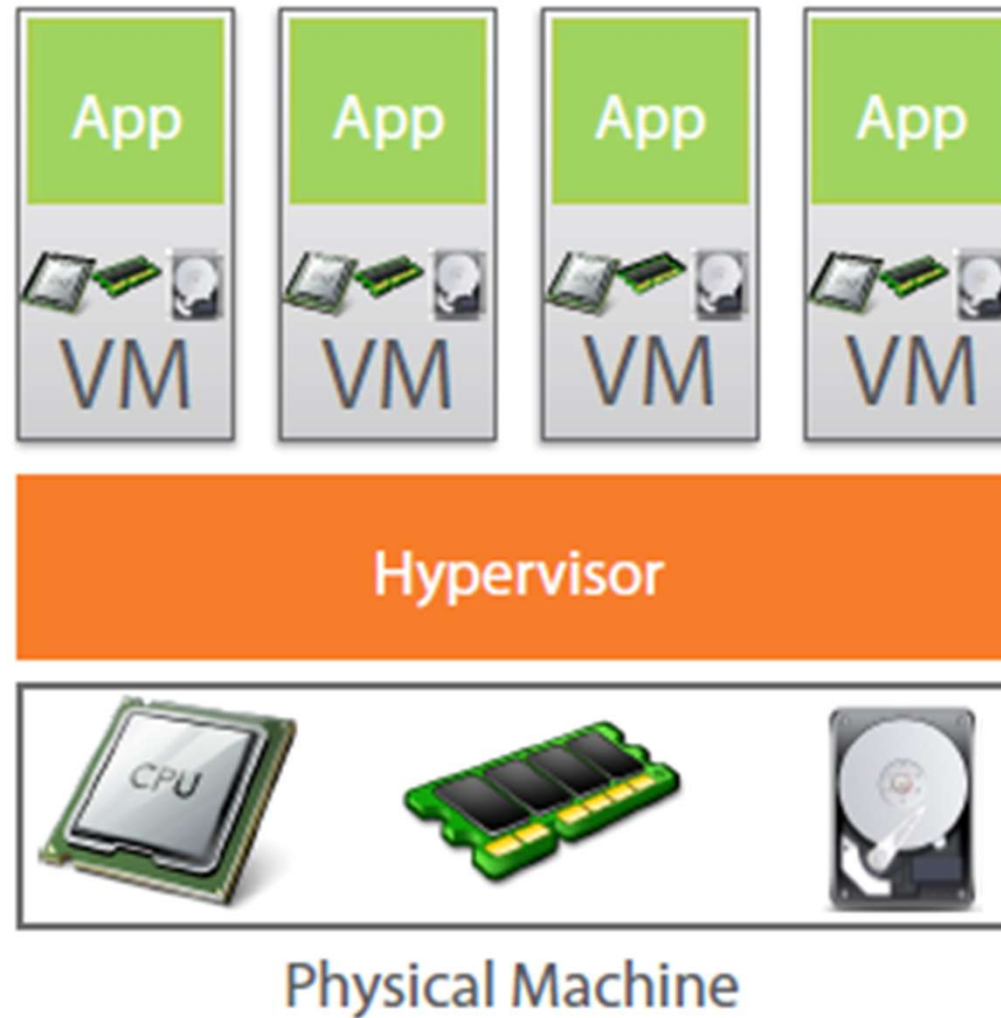 App App App App
VM VM VM VM
Hypervisor
CPU
Physical Machine